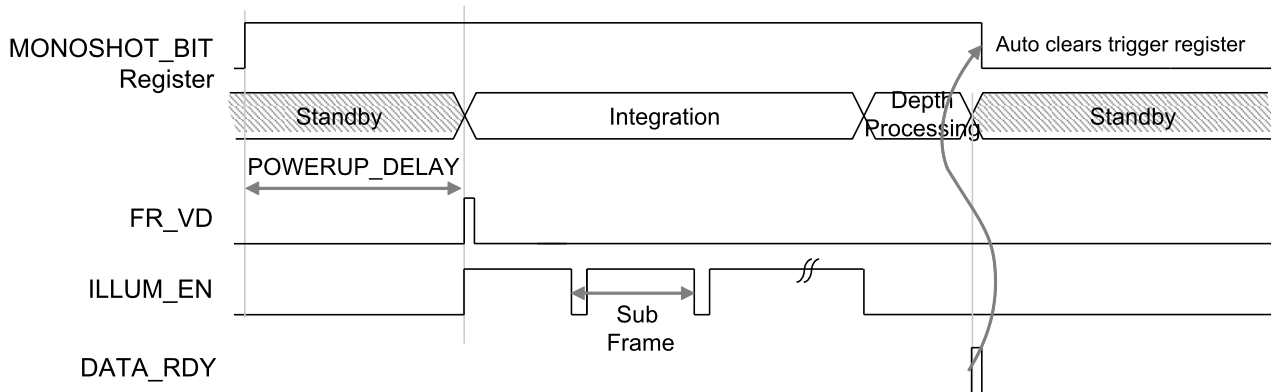 MONOSHOT_BIT
Register
Auto clears trigger register
Standby
Integration
Depth
Processing
Standby
POWERUP_DELAY
FR_VD
ILLUM_EN
Sub
Frame
DATA_RDY